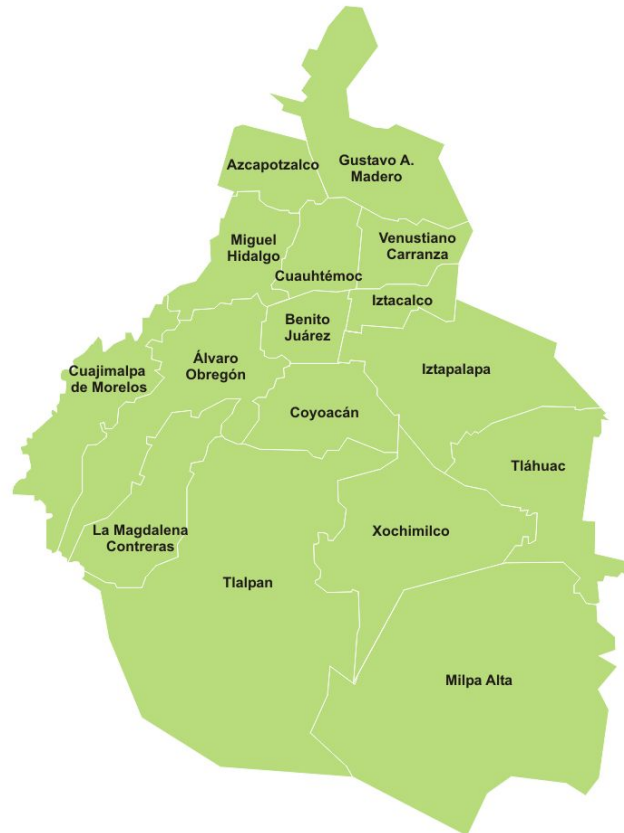 Azcapotzalco
Gustavo A.
Madero
Miguel
Hidalgo
Venustiano
Carranza
Cuauhtémoc
Iztacalco
Benito
Juárez
Cuajimalpa
de Morelos
Álvaro
Obregón
Iztapalapa
Coyoacán
Tláhuac
La Magdalena
Contreras
Xochimilco
Tlalpan
Milpa Alta